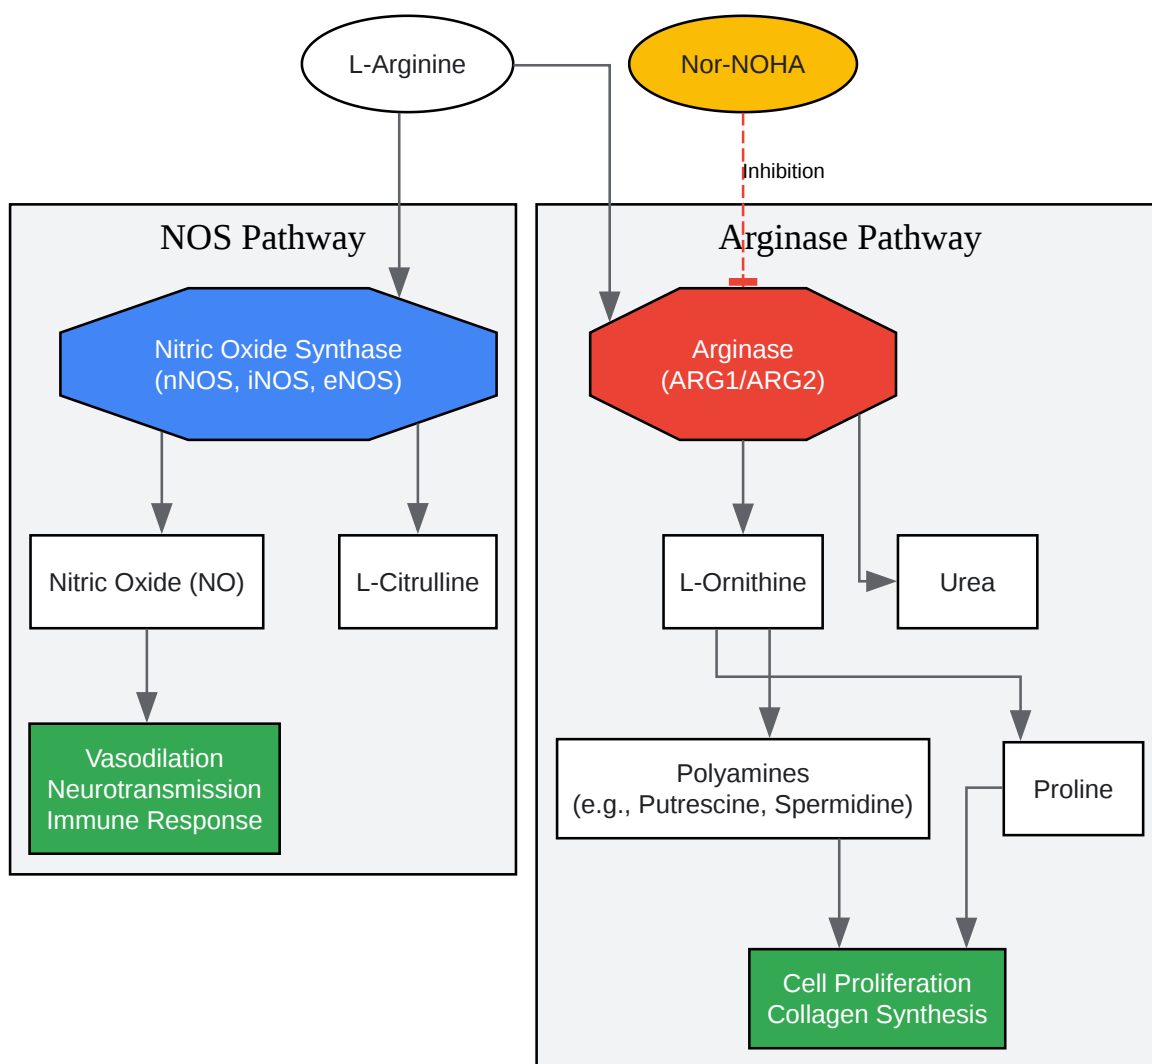 L-Arginine
Nor-NOHA
Inhibition
NOS Pathway
Arginase Pathway
Nitric Oxide Synthase
(nNOS, iNOS, eNOS)
Arginase
(ARG1/ARG2)
Nitric Oxide (NO)
L-Citrulline
L-Ornithine
Urea
Vasodilation
Neurotransmission
Immune Response
Polyamines
(e.g., Putrescine, Spermidine)
Proline
Cell Proliferation
Collagen Synthesis